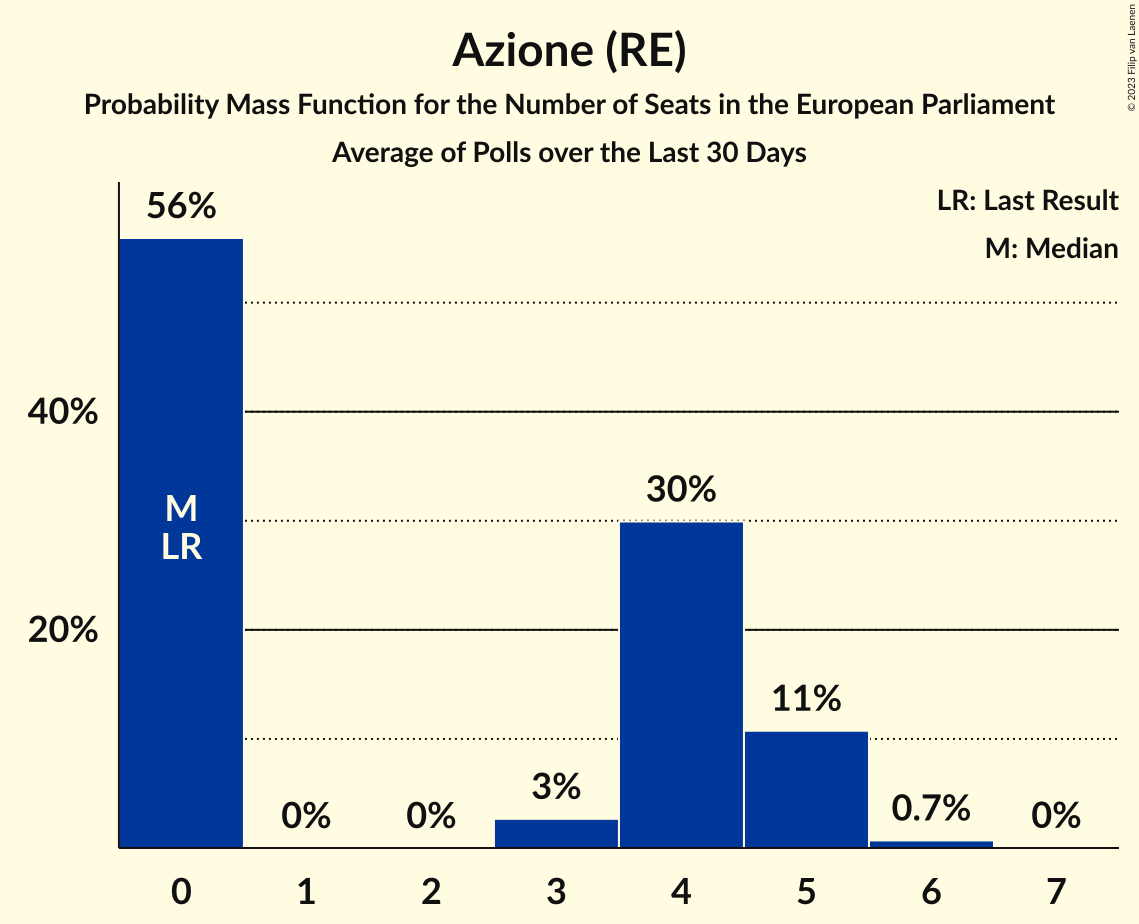 Azione (RE)
Probability Mass Function for the Number of Seats in the European Parliament
Average of Polls over the Last 30 Days
© 2023 Filip van Laenen
LR: Last Result
M: Median
56%
40%
20%
M
LR
0%
0%
3%
30%
11%
0.7%
0%
0
1
2
3
4
5
6
7